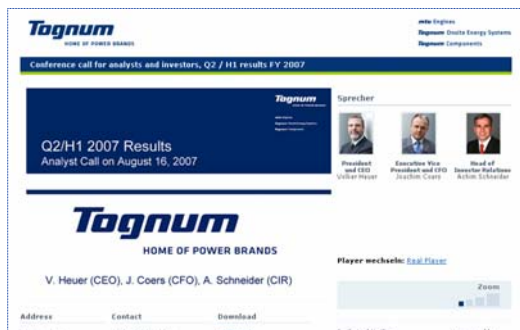 Tognum
HOME OF POWER BRANDS
mtu Engines
Tognum Onsite Energy Systems
Tognum Components
Conference call for analysts and investors, Q2 / H1 results FY 2007
Tognum
Q2/H1 2007 Results
Analyst Call on August 16, 2007
Tognum
HOME OF POWER BRANDS
V. Heuer (CEO), J. Coers (CFO), A. Schneider (CIR)
Sprecher
President and CEO
Volker Heuer
Executive Vice President and CFO
Joachim Coers
Head of Investor Relations
Achim Schneider
Player wechseln: Real Player
Zoom
Address Contact Download